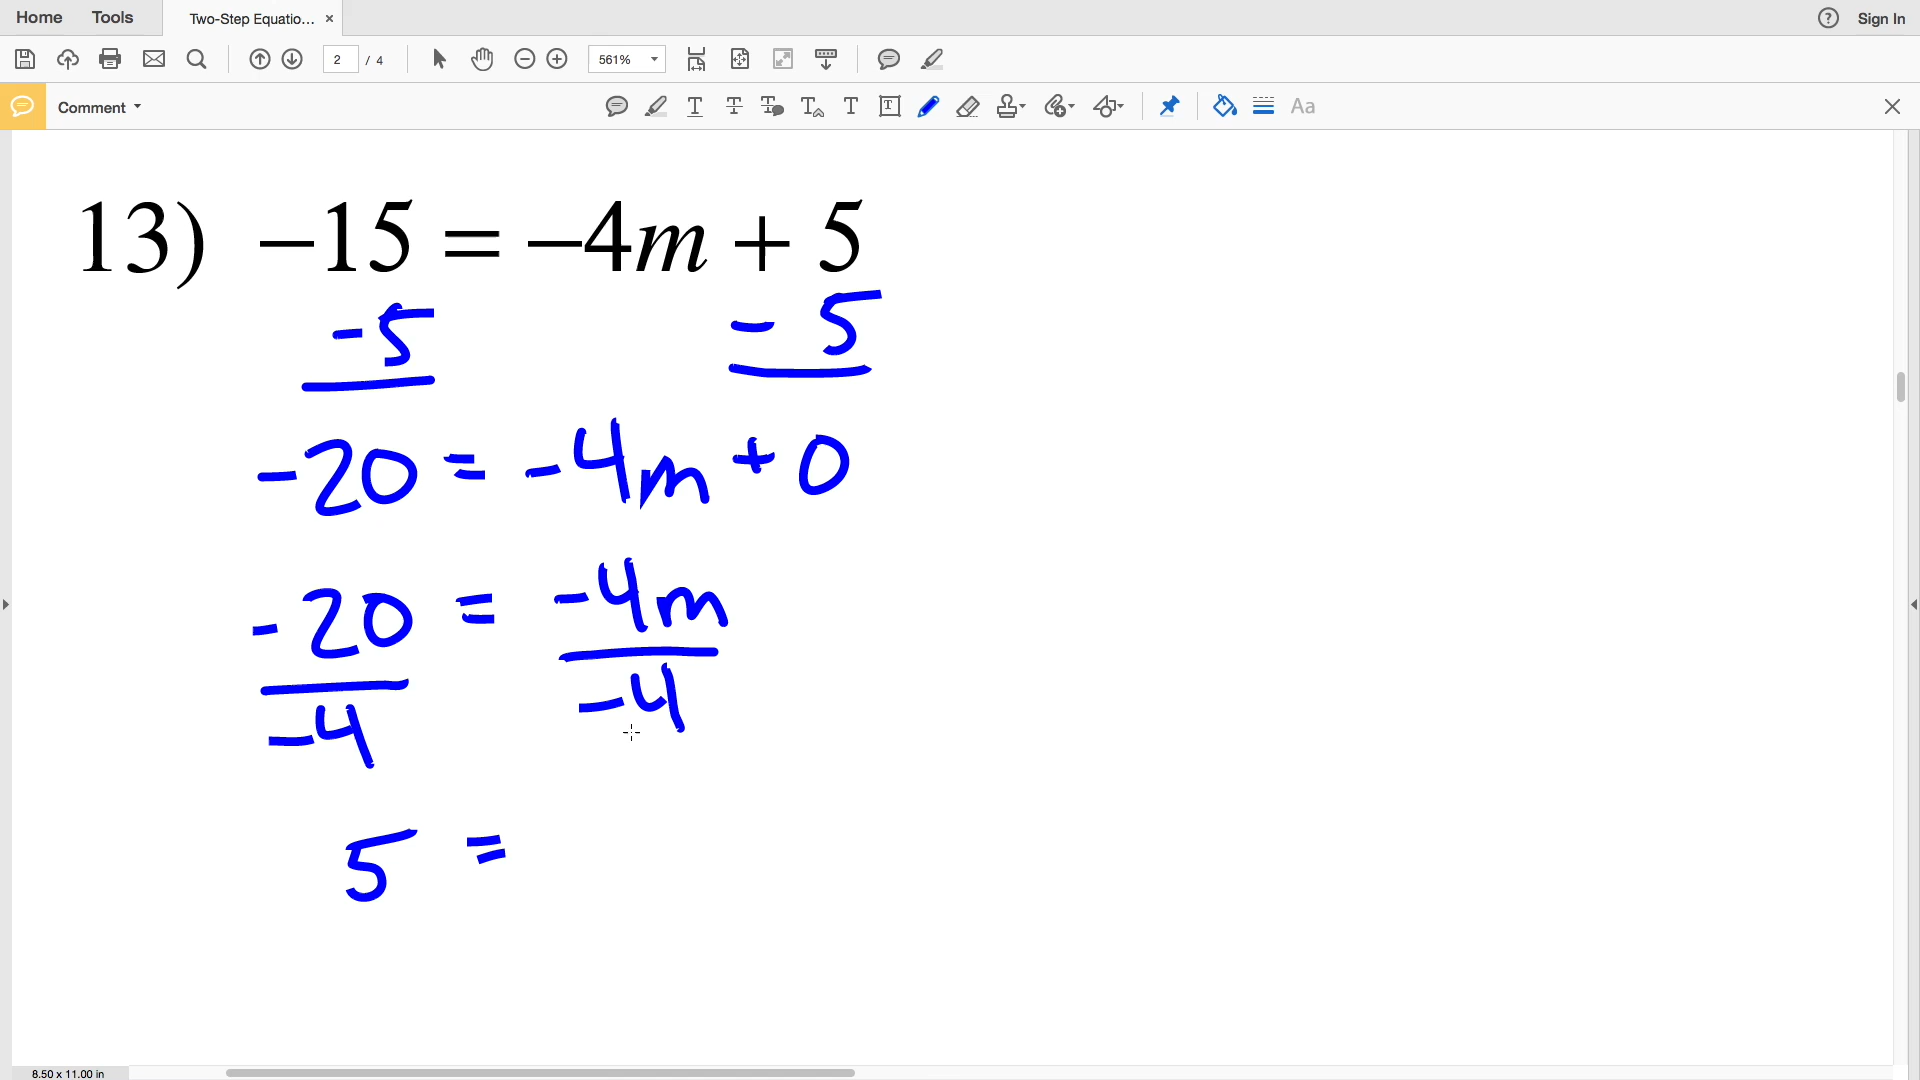 Home Tools Two-Step Equatio... × ? Sign In
2 / 4 561%
Comment T T T T T T Aa
13) −15 = −4m + 5
-5 - 5
-20 = -4m + 0
-20 = -4m
-4 -4
5 =
8.50 x 11.00 in